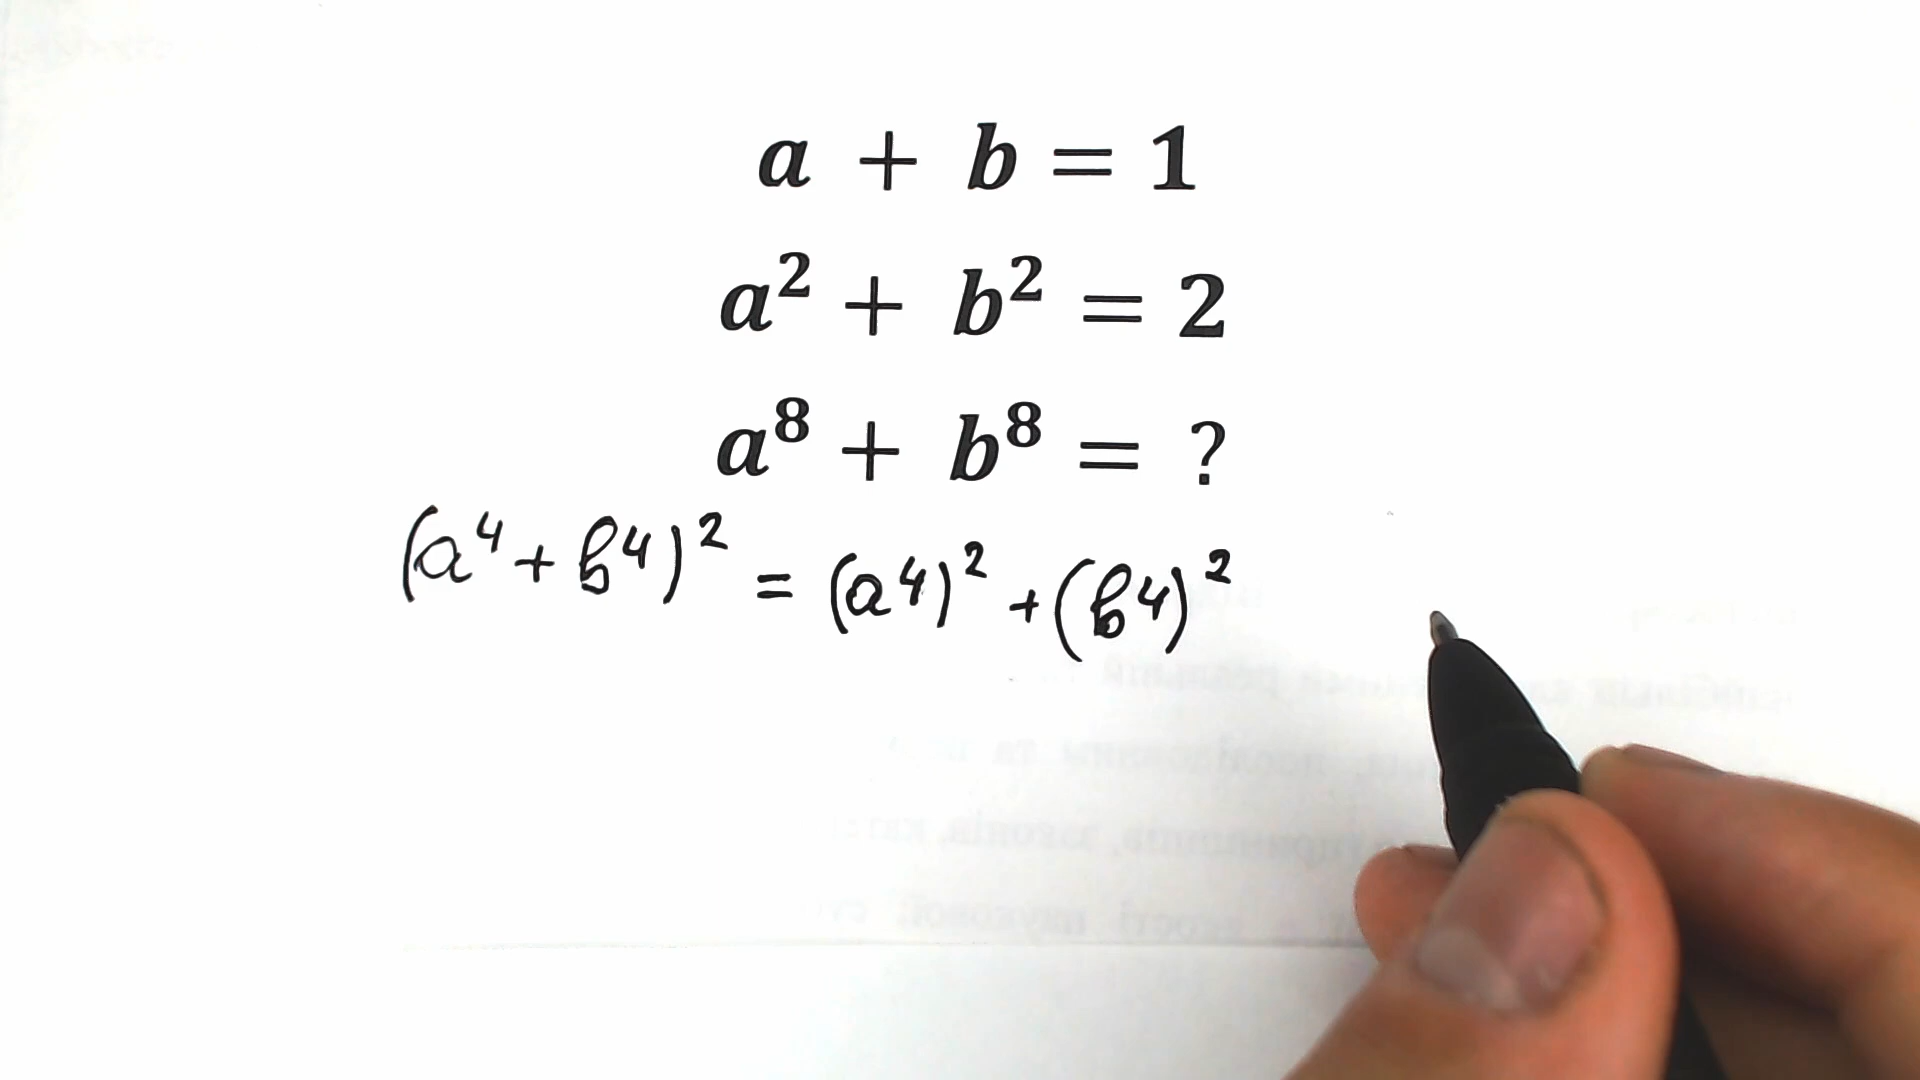 a + b = 1
a² + b² = 2
a⁸ + b⁸ = ?
(a⁴ + b⁴)² = (a⁴)² + (b⁴)²